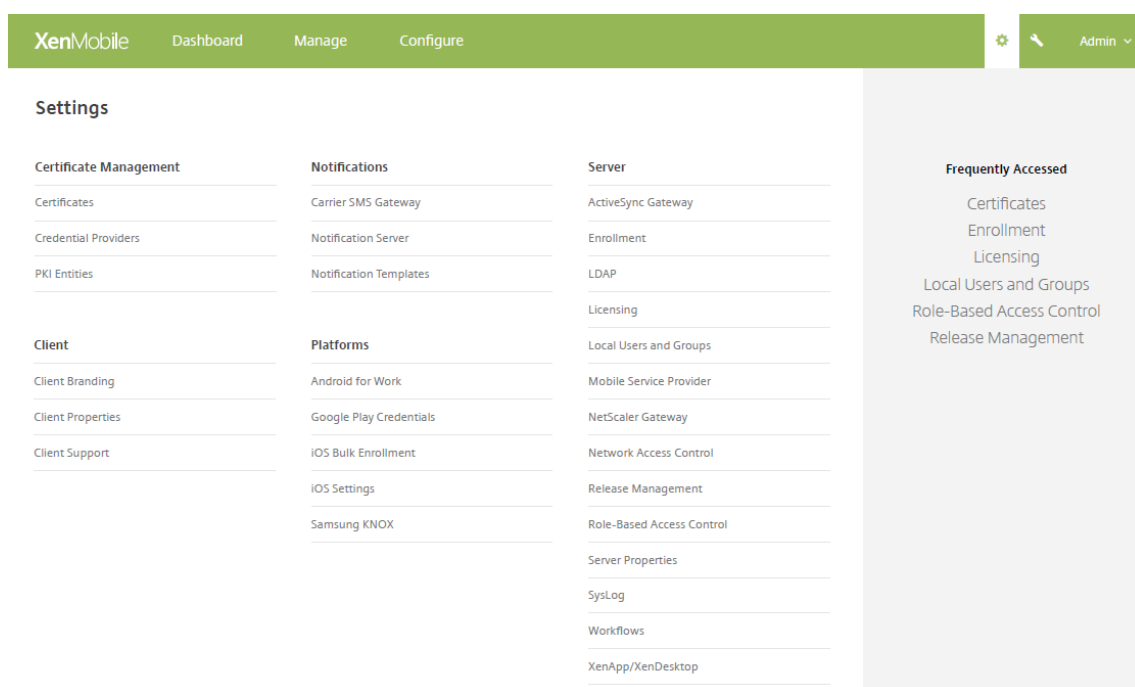 XenMobile Dashboard Manage Configure Admin
Settings
Certificate Management
Certificates
Credential Providers
PKI Entities
Client
Client Branding
Client Properties
Client Support
Notifications
Carrier SMS Gateway
Notification Server
Notification Templates
Platforms
Android for Work
Google Play Credentials
iOS Bulk Enrollment
iOS Settings
Samsung KNOX
Server
ActiveSync Gateway
Enrollment
LDAP
Licensing
Local Users and Groups
Mobile Service Provider
NetScaler Gateway
Network Access Control
Release Management
Role-Based Access Control
Server Properties
SysLog
Workflows
XenApp/XenDesktop
Frequently Accessed
Certificates
Enrollment
Licensing
Local Users and Groups
Role-Based Access Control
Release Management